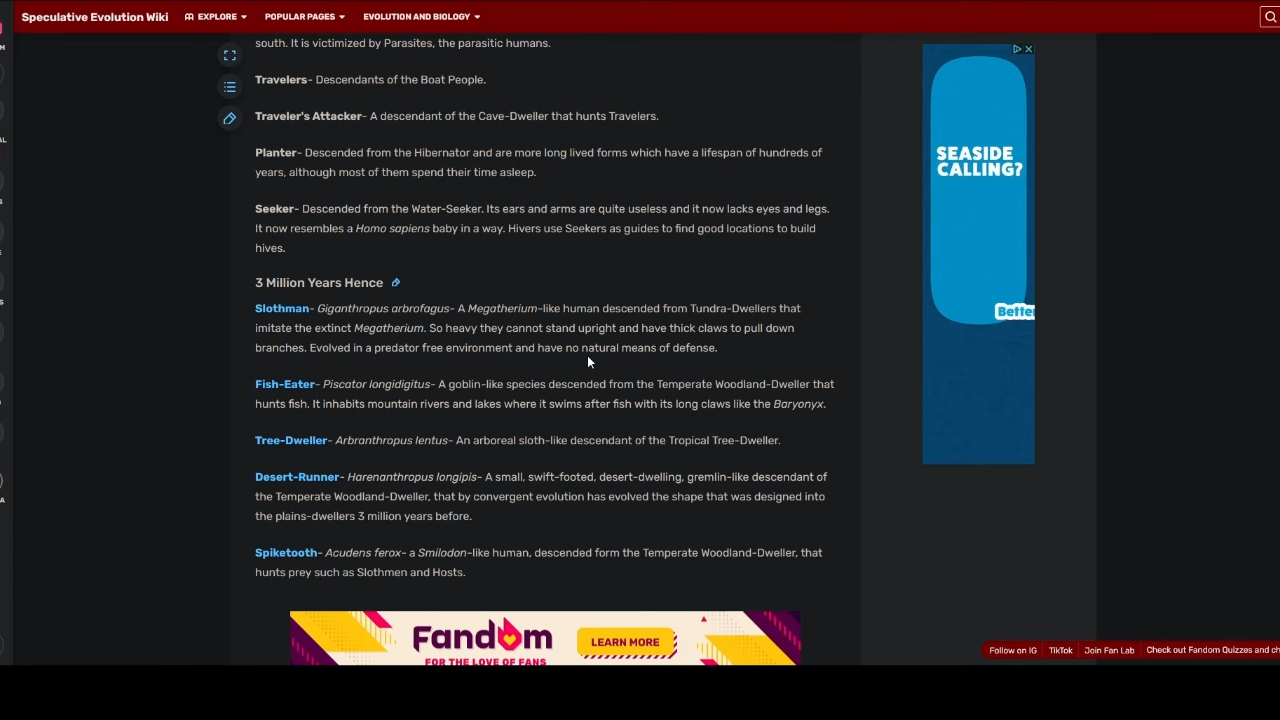 Speculative Evolution Wiki
EXPLORE
POPULAR PAGES
EVOLUTION AND BIOLOGY
south. It is victimized by Parasites, the parasitic humans.
Travelers- Descendants of the Boat People.
Traveler's Attacker- A descendant of the Cave-Dweller that hunts Travelers.
Planter- Descended from the Hibernator and are more long lived forms which have a lifespan of hundreds of
years, although most of them spend their time asleep.
Seeker- Descended from the Water-Seeker. Its ears and arms are quite useless and it now lacks eyes and legs.
It now resembles a Homo sapiens baby in a way. Hivers use Seekers as guides to find good locations to build
hives.
3 Million Years Hence
Slothman- Giganthropus arbrofagus- A Megatherium-like human descended from Tundra-Dwellers that
imitate the extinct Megatherium. So heavy they cannot stand upright and have thick claws to pull down
branches. Evolved in a predator free environment and have no natural means of defense.
Fish-Eater- Piscator longidigitus- A goblin-like species descended from the Temperate Woodland-Dweller that
hunts fish. It inhabits mountain rivers and lakes where it swims after fish with its long claws like the Baryonyx.
Tree-Dweller- Arbranthropus lentus- An arboreal sloth-like descendant of the Tropical Tree-Dweller.
Desert-Runner- Harenanthropus longipis- A small, swift-footed, desert-dwelling, gremlin-like descendant of
the Temperate Woodland-Dweller, that by convergent evolution has evolved the shape that was designed into
the plains-dwellers 3 million years before.
Spiketooth- Acudens ferox- a Smilodon-like human, descended form the Temperate Woodland-Dweller, that
hunts prey such as Slothmen and Hosts.
SEASIDE
CALLING?
Better
Fandom
FOR THE LOVE OF FANS
LEARN MORE
Follow on IG
TikTok
Join Fan Lab
Check out Fandom Quizzes and ch